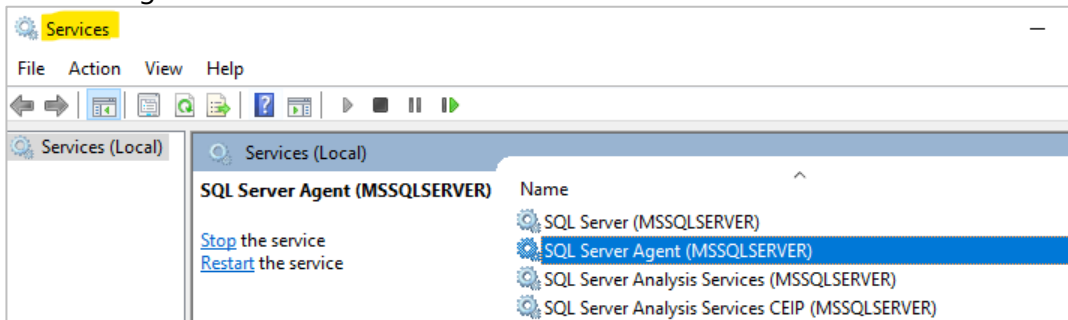 Services
File Action View Help
Services (Local)
Services (Local)
SQL Server Agent (MSSQLSERVER)
Stop the service
Restart the service
Name
SQL Server (MSSQLSERVER)
SQL Server Agent (MSSQLSERVER)
SQL Server Analysis Services (MSSQLSERVER)
SQL Server Analysis Services CEIP (MSSQLSERVER)